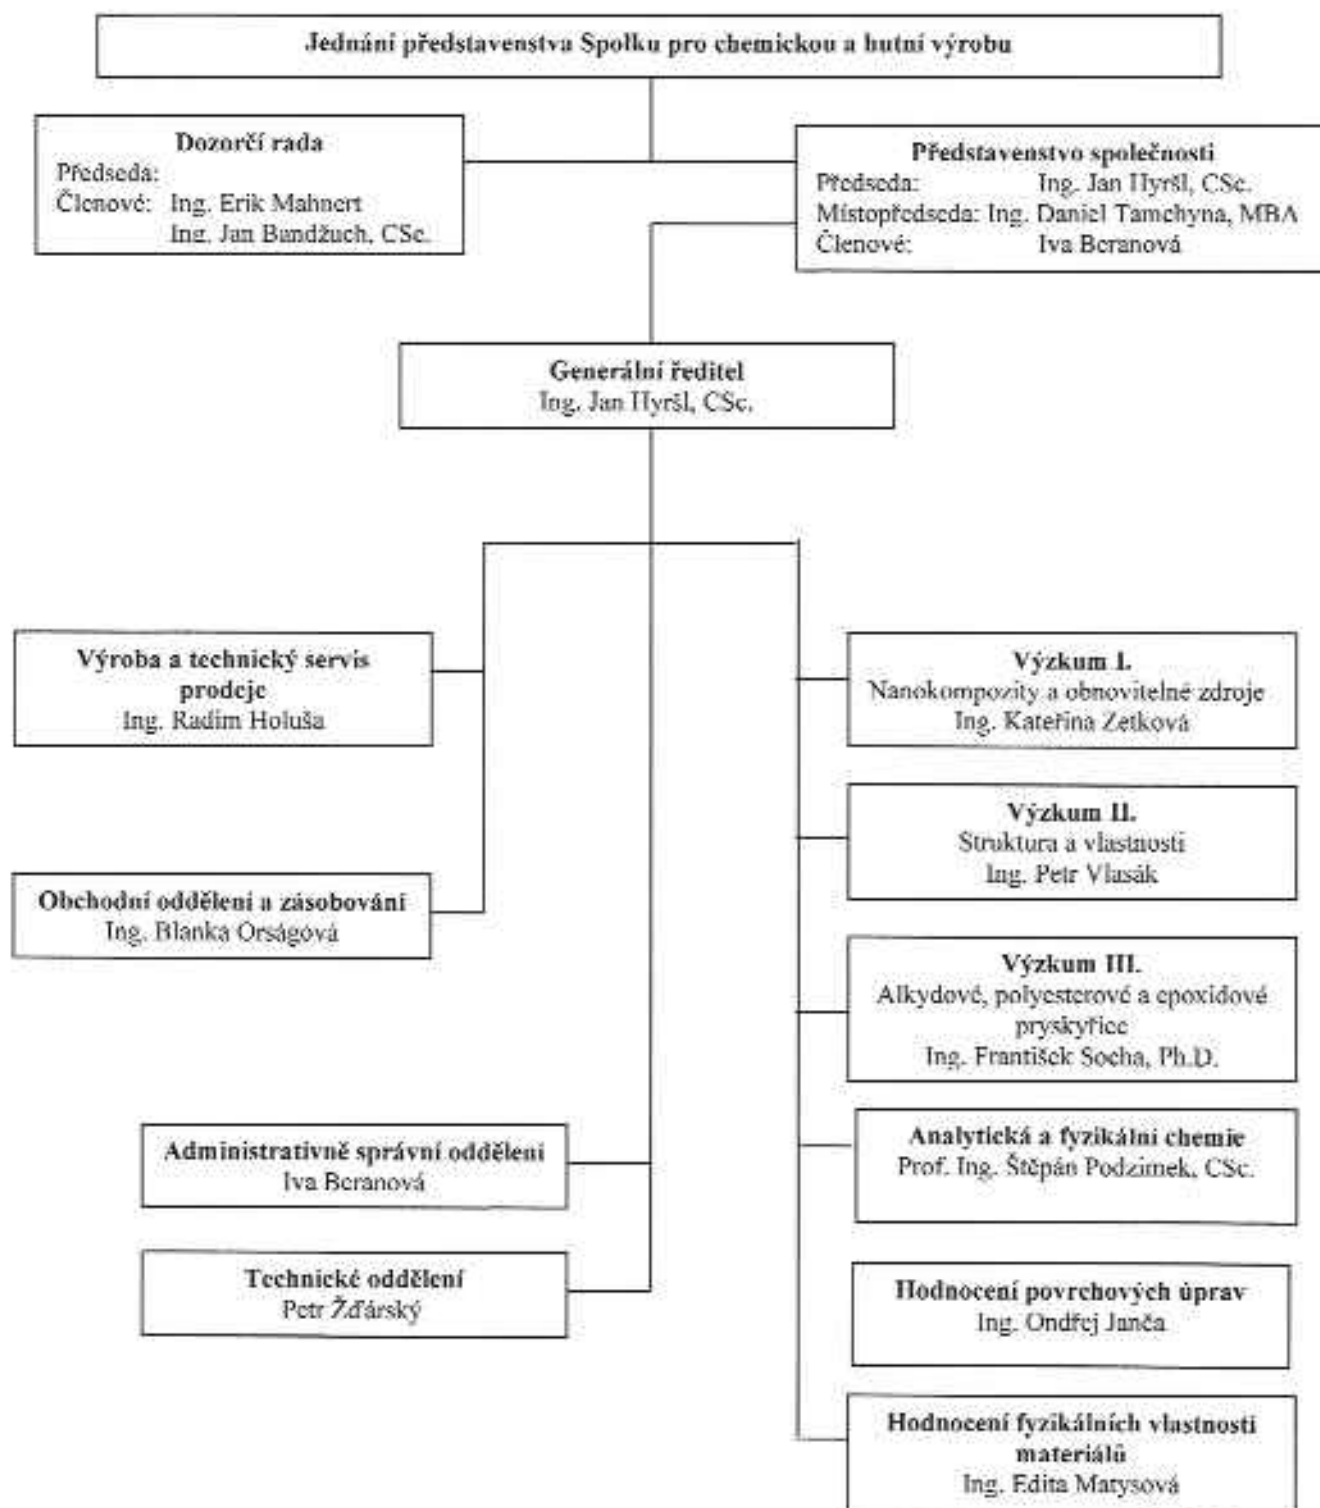 Jednání představenstva Spolku pro chemickou a hutní výrobu
Dozorčí rada
Předseda:
Členové: Ing. Erik Mahnert
Ing. Jan Bandžuch, CSc.
Představenstvo společnosti
Předseda: Ing. Jan Hyršl, CSc.
Místopředseda: Ing. Daniel Tamchyna, MBA
Členové: Iva Beranová
Generální ředitel
Ing. Jan Hyršl, CSc.
Výroba a technický servis
prodeje
Ing. Radim Holuša
Obchodní oddělení a zásobování
Ing. Blanka Orságová
Administrativně správní oddělení
Iva Beranová
Technické oddělení
Petr Žďárský
Výzkum I.
Nanokompozity a obnovitelné zdroje
Ing. Kateřina Zetková
Výzkum II.
Struktura a vlastnosti
Ing. Petr Vlasák
Výzkum III.
Alkydové, polyesterové a epoxidové
pryskyřice
Ing. František Socha, Ph.D.
Analytická a fyzikální chemie
Prof. Ing. Štěpán Podzimek, CSc.
Hodnocení povrchových úprav
Ing. Ondřej Janča
Hodnocení fyzikálních vlastností
materiálů
Ing. Edita Matysová